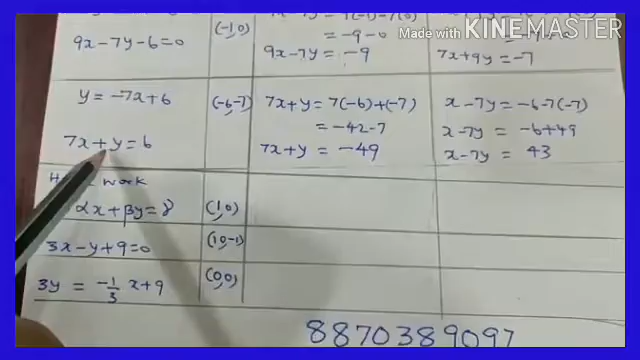 Made with KINEMASTER
= -9-0
9x-7y-6=0
(-1,0)
9x-7y = -9
7x+9y=-7
y = -7x+6
(-6,-7)
7x+y = 7(-6)+(-7)
x-7y = -6-7(-7)
= -42-7
x-7y = -6+49
7x+y=6
7x+y = -49
x-7y = 43
work
αx+βy=γ
(1,0)
3x-y+9=0
(10,-1)
3y = -1/3 x+9
(0,0)
8870389097